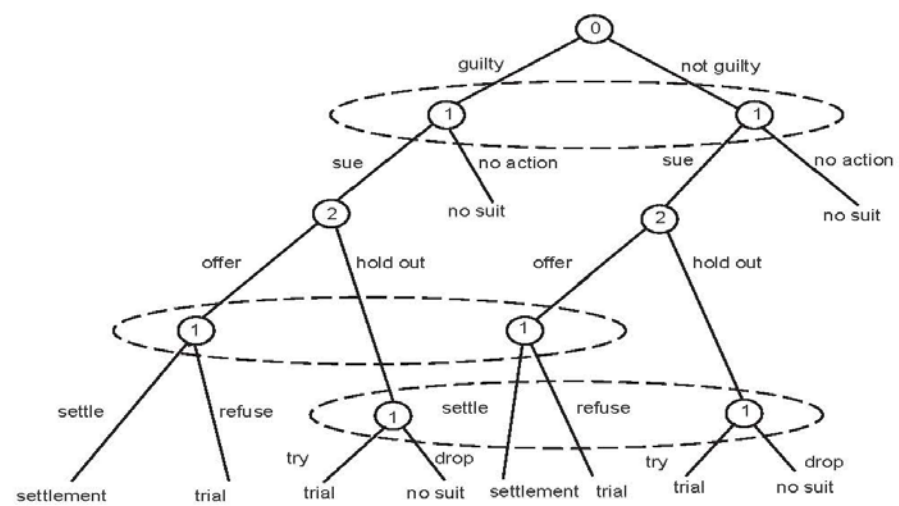 0
guilty
not guilty
1
1
sue
no action
sue
no action
2
no suit
2
no suit
offer
hold out
offer
hold out
1
1
settle
refuse
1
settle
refuse
1
try
drop
try
drop
settlement
trial
trial
no suit
settlement
trial
trial
no suit